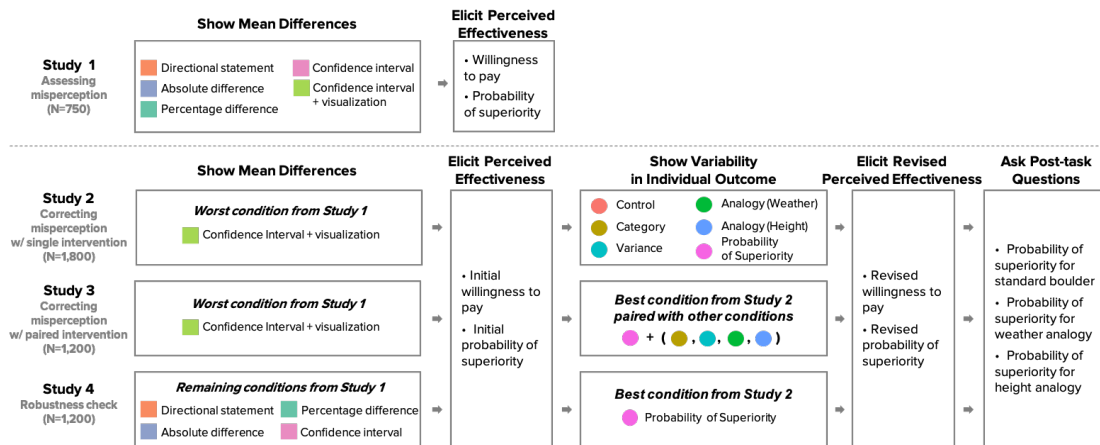 Show Mean Differences
Elicit Perceived
Effectiveness
Study 1
Assessing
misperception
(N=750)
Directional statement
Absolute difference
Percentage difference
Confidence interval
Confidence interval
+ visualization
• Willingness
to pay
• Probability
of superiority
Show Mean Differences
Elicit Perceived
Effectiveness
Show Variability
in Individual Outcome
Elicit Revised
Perceived Effectiveness
Ask Post-task
Questions
Study 2
Correcting
misperception
w/ single intervention
(N=1,800)
Worst condition from Study 1
Confidence Interval + visualization
Control
Category
Variance
Analogy (Weather)
Analogy (Height)
Probability
of Superiority
Study 3
Correcting
misperception
w/ paired intervention
(N=1,200)
Worst condition from Study 1
Confidence Interval + visualization
• Initial
willingness to
pay
• Initial
probability of
superiority
Best condition from Study 2
paired with other conditions
+ ( , , , )
• Revised
willingness to
pay
• Revised
probability of
superiority
• Probability of
superiority for
standard boulder
• Probability of
superiority for
weather analogy
• Probability of
superiority for
height analogy
Study 4
Robustness check
(N=1,200)
Remaining conditions from Study 1
Directional statement
Absolute difference
Percentage difference
Confidence interval
Best condition from Study 2
Probability of Superiority